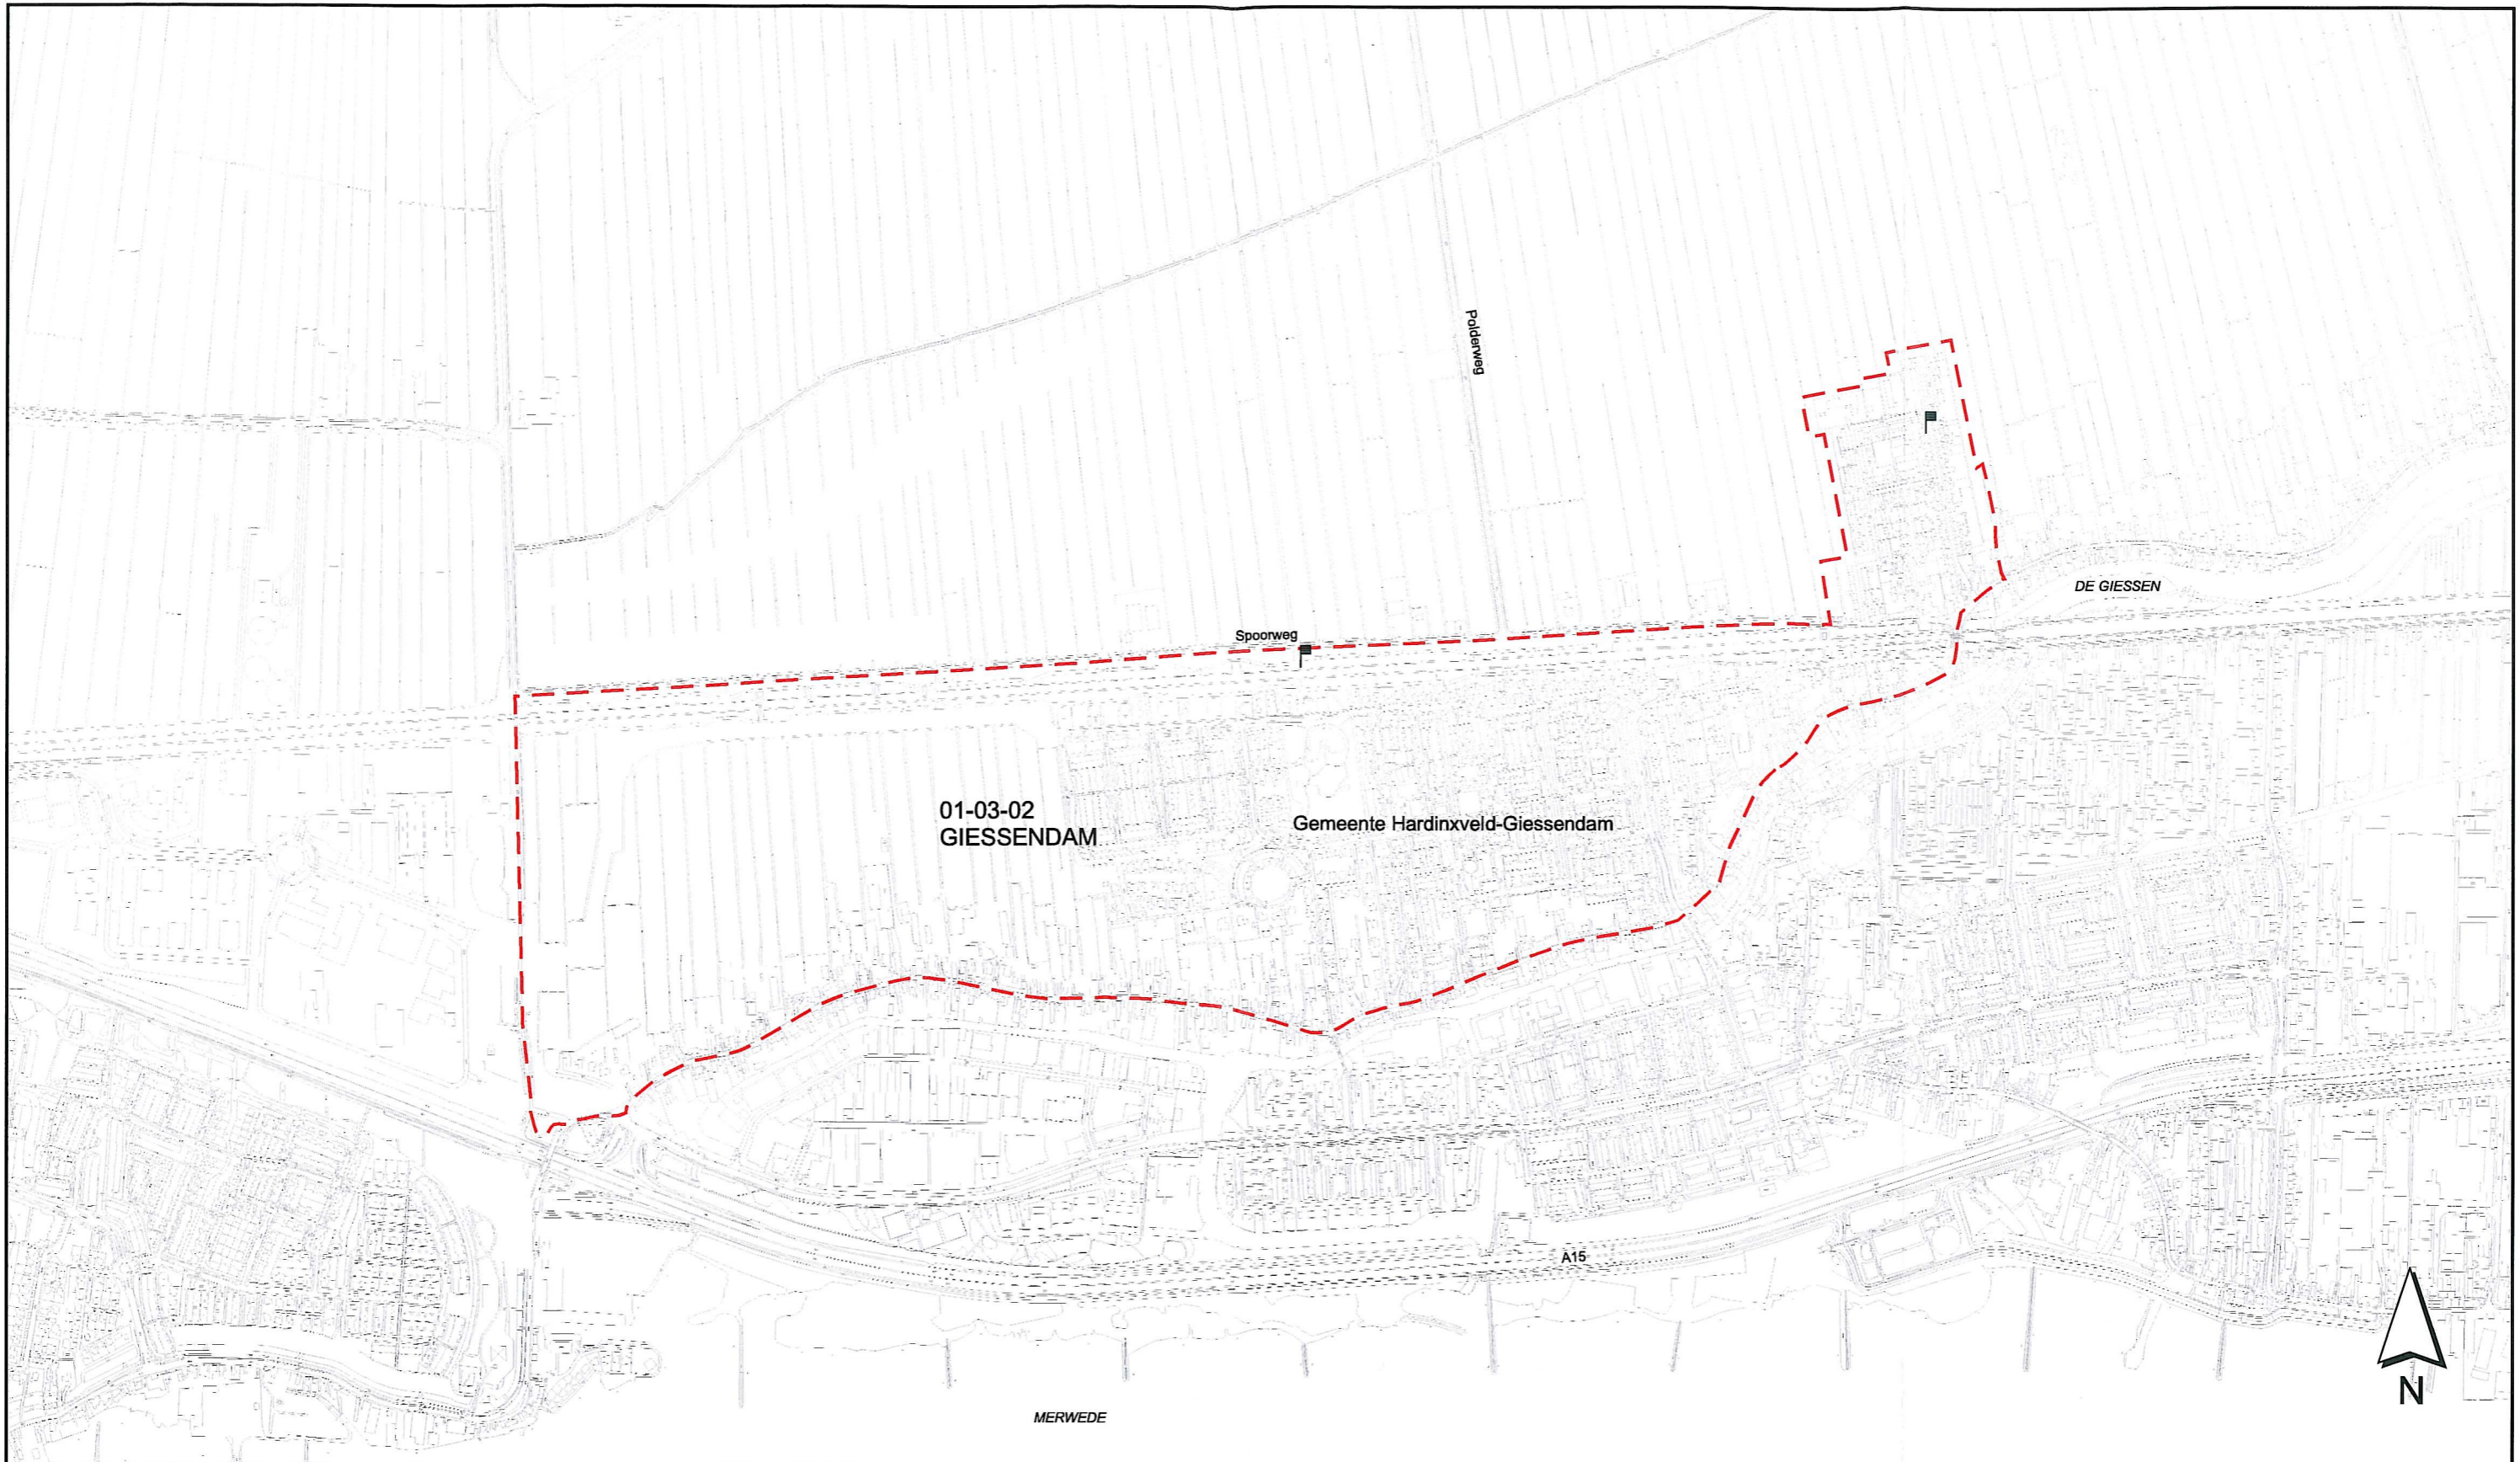 Polderweg
DE GIESSEN
Spoorweg
01-03-02
GIESSENDAM
Gemeente Hardinxveld-Giessendam
A15
MERWEDE
N